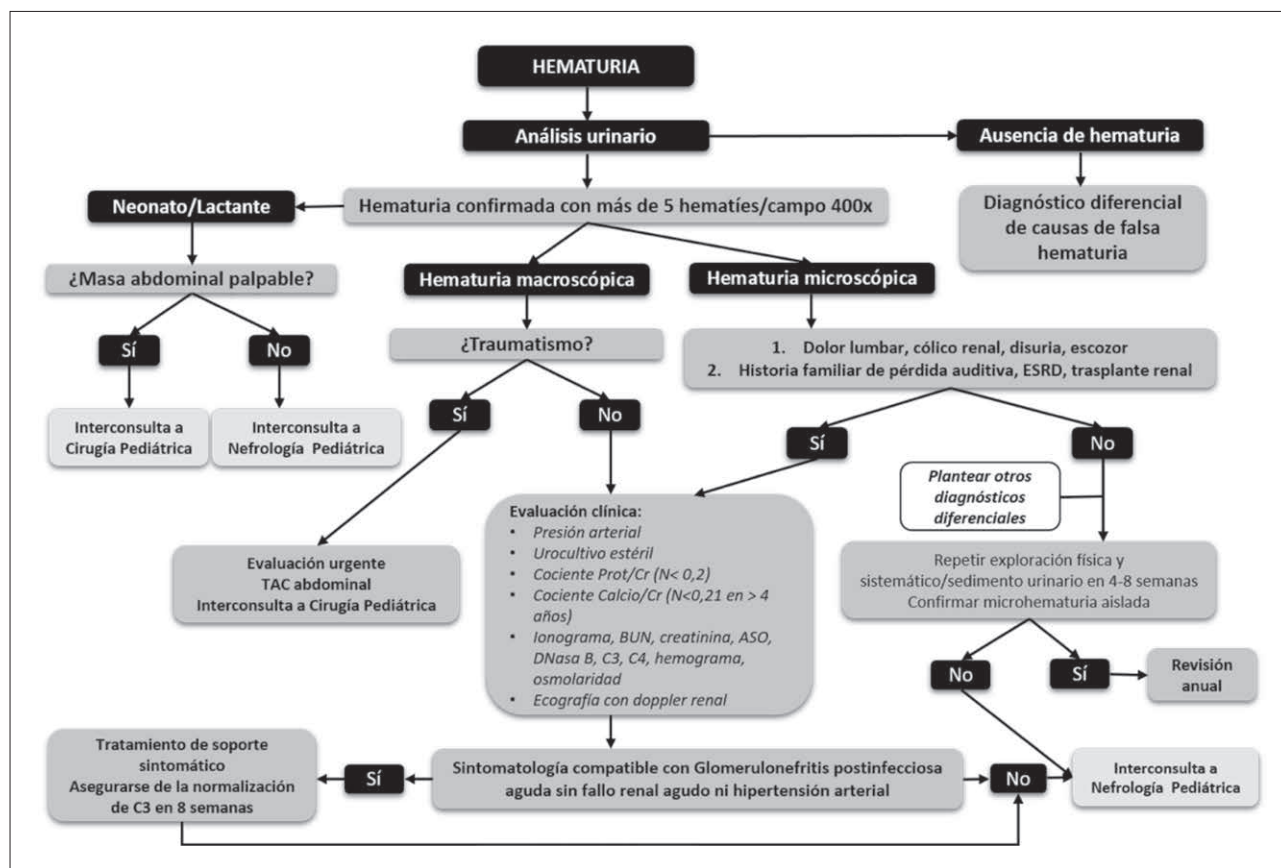 HEMATURIA
Análisis urinario
Ausencia de hematuria
Diagnóstico diferencial
de causas de falsa
hematuria
Neonato/Lactante
Hematuria confirmada con más de 5 hematíes/campo 400x
¿Masa abdominal palpable?
Sí
No
Interconsulta a
Cirugía Pediátrica
Interconsulta a
Nefrología Pediátrica
Hematuria macroscópica
¿Traumatismo?
Sí
No
Evaluación urgente
TAC abdominal
Interconsulta a Cirugía Pediátrica
Hematuria microscópica
1. Dolor lumbar, cólico renal, disuria, escozor
2. Historia familiar de pérdida auditiva, ESRD, trasplante renal
Sí
No
Plantear otros
diagnósticos
diferenciales
Evaluación clínica:
• Presión arterial
• Urocultivo estéril
• Cociente Prot/Cr (N< 0,2)
• Cociente Calcio/Cr (N<0,21 en > 4
años)
• Ionograma, BUN, creatinina, ASO,
DNasa B, C3, C4, hemograma,
osmolaridad
• Ecografía con doppler renal
Repetir exploración física y
sistemático/sedimento urinario en 4-8 semanas
Confirmar microhematuria aislada
No
Sí
Revisión
anual
Tratamiento de soporte
sintomático
Asegurarse de la normalización
de C3 en 8 semanas
Sí
Sintomatología compatible con Glomerulonefritis postinfecciosa
aguda sin fallo renal agudo ni hipertensión arterial
No
Interconsulta a
Nefrología Pediátrica